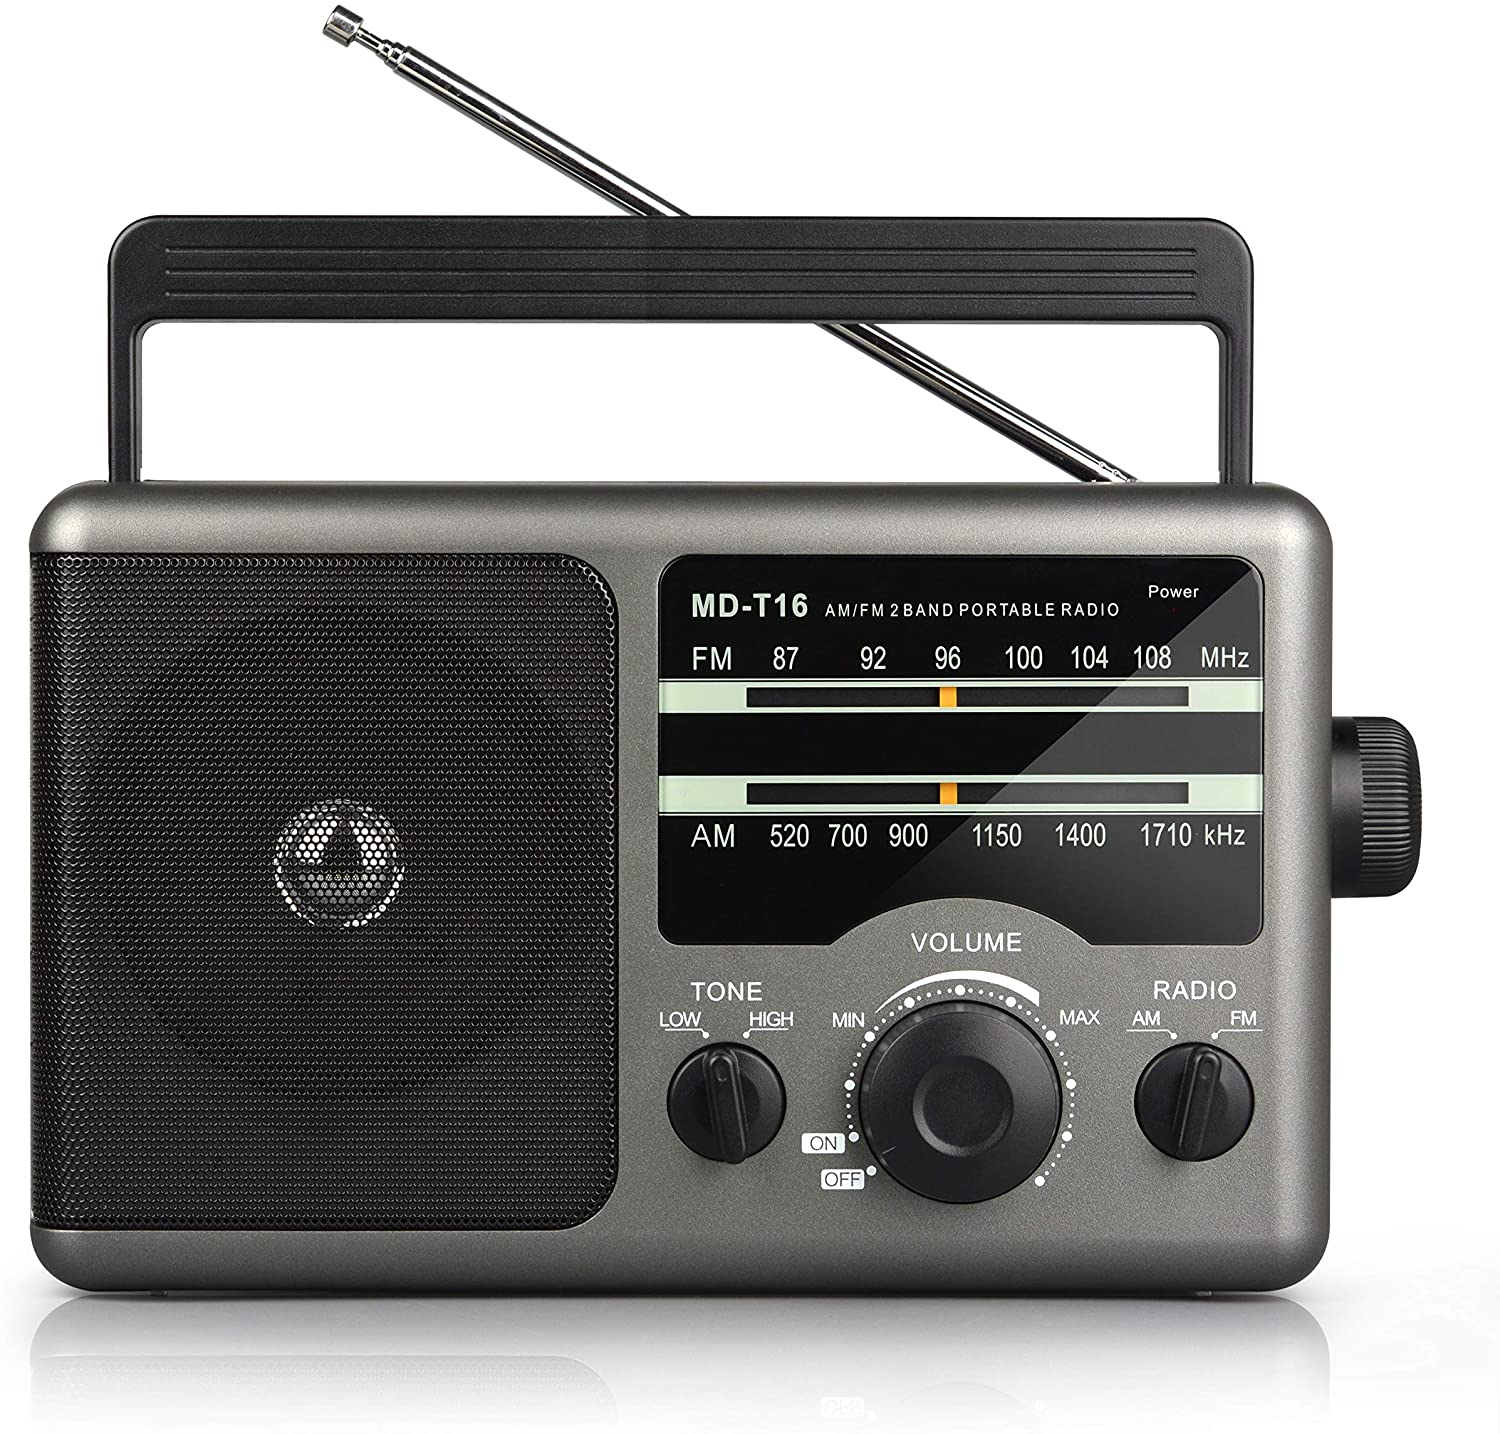 MD-T16 AM/FM 2 BAND PORTABLE RADIO Power
FM 87 92 96 100 104 108 MHz
AM 520 700 900 1150 1400 1710 kHz
VOLUME
TONE
LOW HIGH
MIN MAX
RADIO
AM FM
ON
OFF